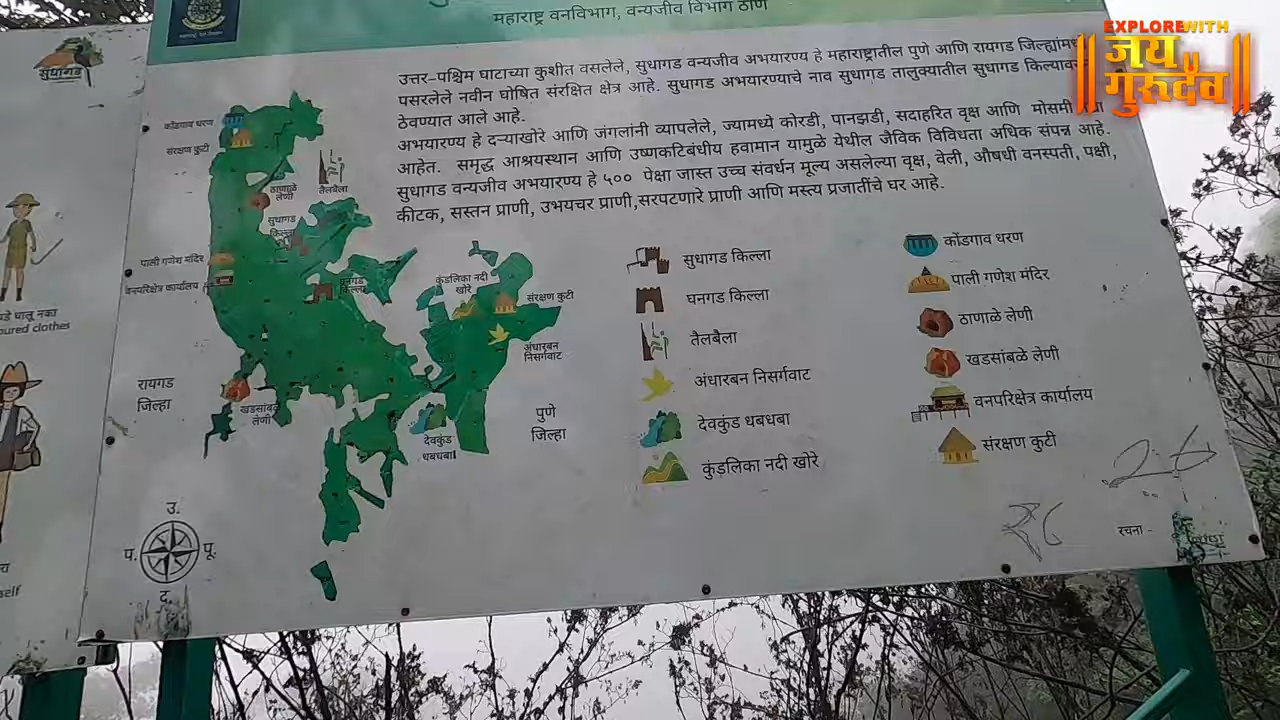 महाराष्ट्र वनविभाग, वन्यजीव विभाग ठाणे
EXPLORE WITH
जय
गुरुदेव
सुधागड
उत्तर-पश्चिम घाटाच्या कुशीत वसलेले, सुधागड वन्यजीव अभयारण्य हे महाराष्ट्रातील पुणे आणि रायगड जिल्ह्यांमध्ये
पसरलेले नवीन घोषित संरक्षित क्षेत्र आहे. सुधागड अभयारण्याचे नाव सुधागड तालुक्यातील सुधागड किल्यावरून
ठेवण्यात आले आहे.
अभयारण्य हे दऱ्याखोरे आणि जंगलांनी व्यापलेले, ज्यामध्ये कोरडी, पानझडी, सदाहरित वृक्ष आणि मोसमी
आहेत. समृद्ध आश्रयस्थान आणि उष्णकटिबंधीय हवामान यामुळे येथील जैविक विविधता अधिक संपन्न आहे.
सुधागड वन्यजीव अभयारण्य हे ५०० पेक्षा जास्त उच्च संवर्धन मूल्य असलेल्या वृक्ष, वेली, औषधी वनस्पती, पक्षी,
कीटक, सस्तन प्राणी, उभयचर प्राणी,सरपटणारे प्राणी आणि मस्त्य प्रजातींचे घर आहे.
कोंडगाव धरण
संरक्षण कुटी
ठाणाळे
लेणी
तैलबैला
सुधागड
किल्ला
पाली गणेश मंदिर
वनपरिक्षेत्र कार्यालय
घनगड
किल्ला
कुंडलिका नदी
खोरे
संरक्षण कुटी
अंधारबन
निसर्गवाट
रायगड
जिल्हा
खडसांबळे
लेणी
देवकुंड
धबधबा
पुणे
जिल्हा
सुधागड किल्ला
घनगड किल्ला
तैलबैला
अंधारबन निसर्गवाट
देवकुंड धबधबा
कुंडलिका नदी खोरे
कोंडगाव धरण
पाली गणेश मंदिर
ठाणाळे लेणी
खडसांबळे लेणी
वनपरिक्षेत्र कार्यालय
संरक्षण कुटी
उ.
प.
पू.
द.
रचना -
डे घालू नका
oured clothes
self